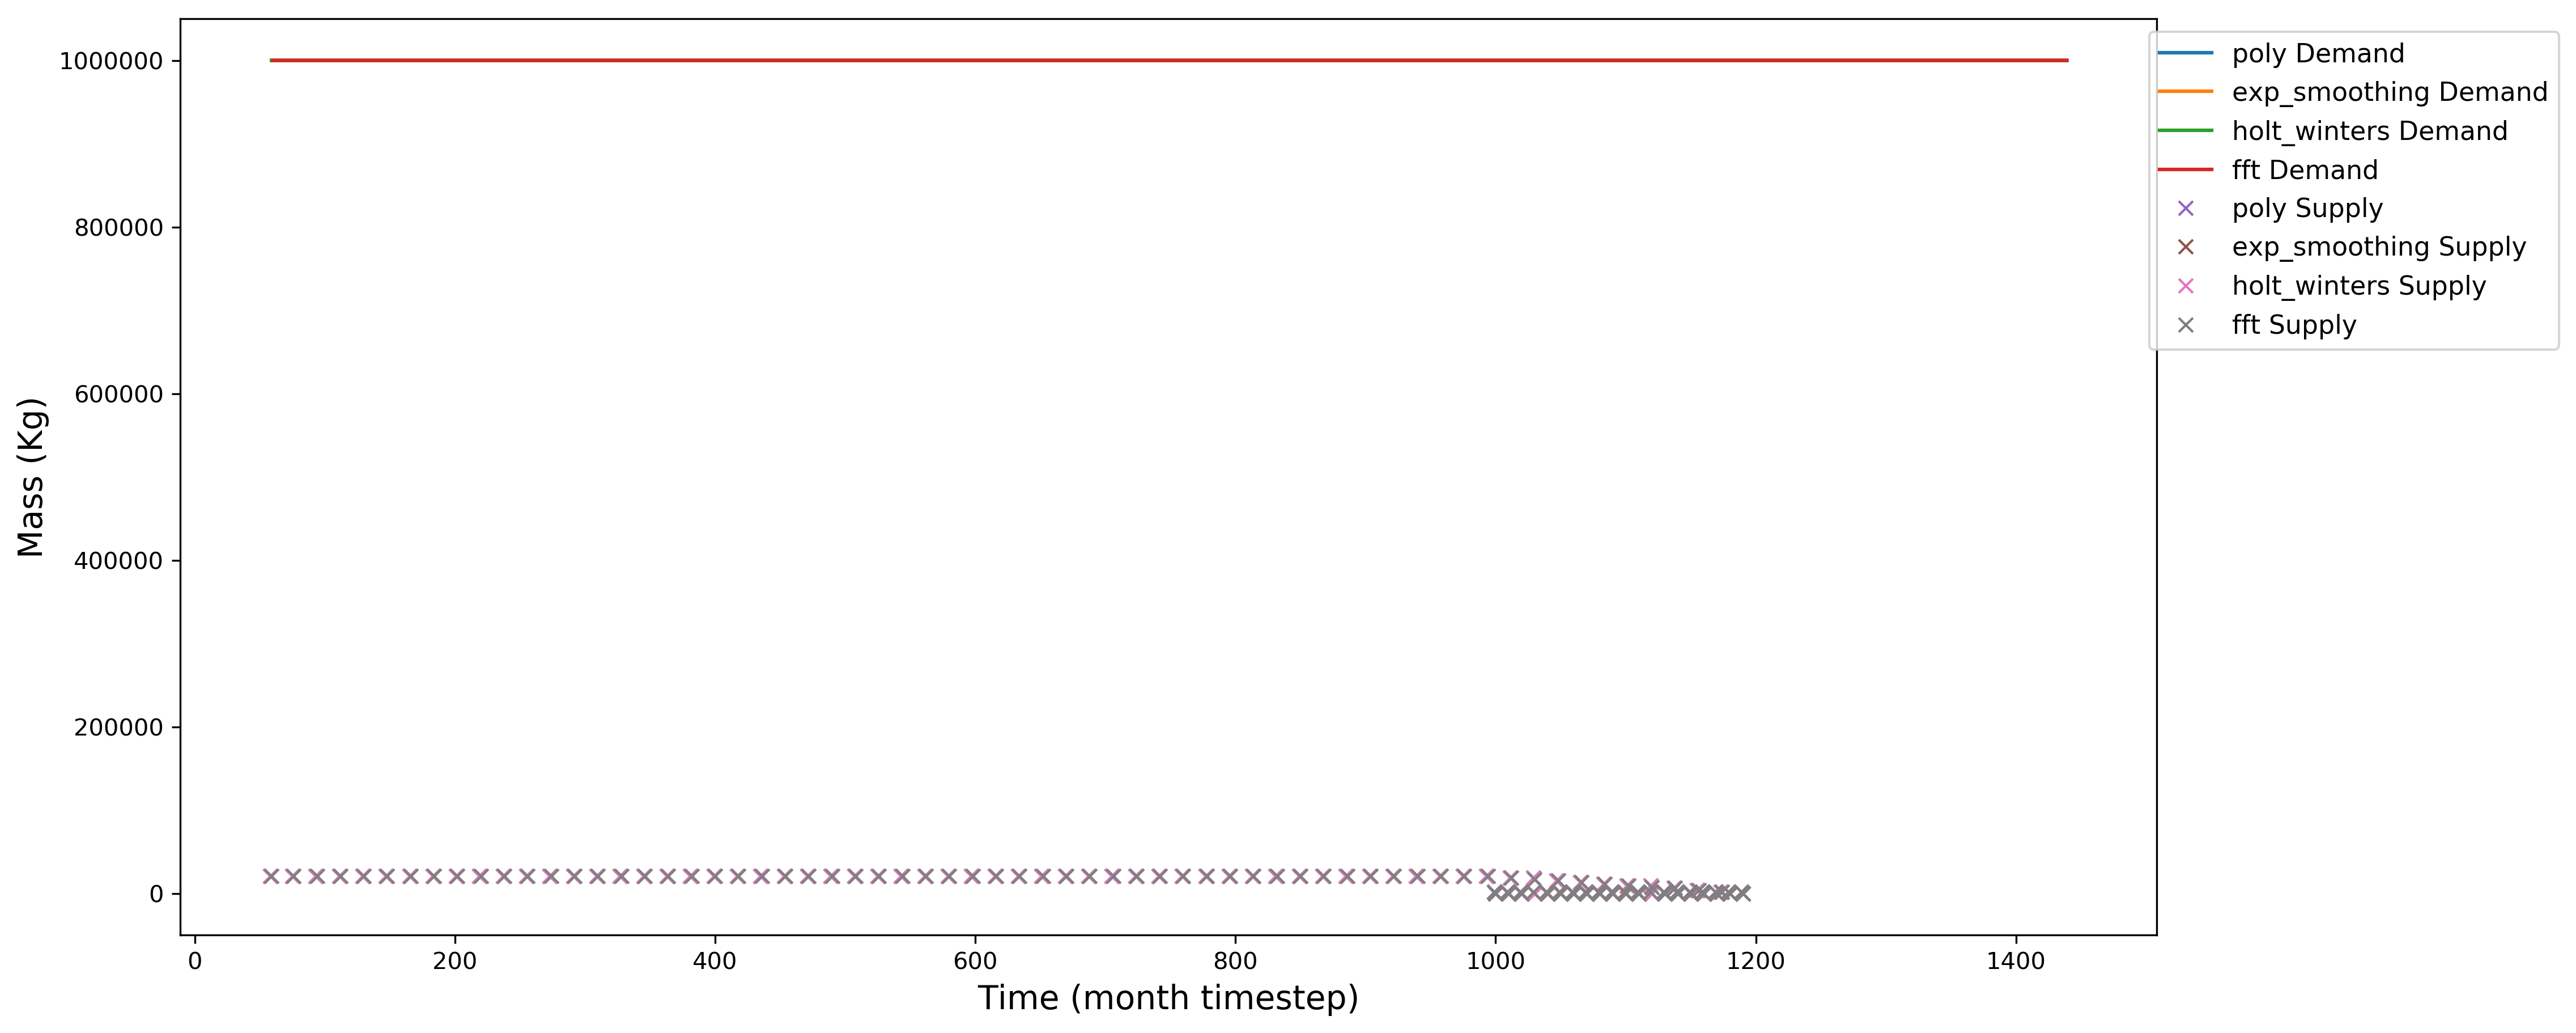 1000000
800000
600000
400000
200000
0
Mass (Kg)
0 200 400 600 800 1000 1200 1400
Time (month timestep)
poly Demand
exp_smoothing Demand
holt_winters Demand
fft Demand
poly Supply
exp_smoothing Supply
holt_winters Supply
fft Supply